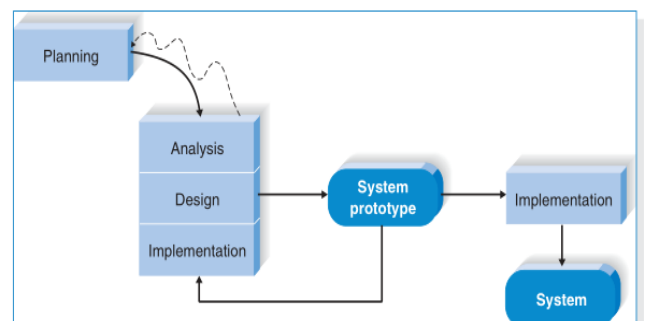 Planning
Analysis
Design
Implementation
System
prototype
Implementation
System